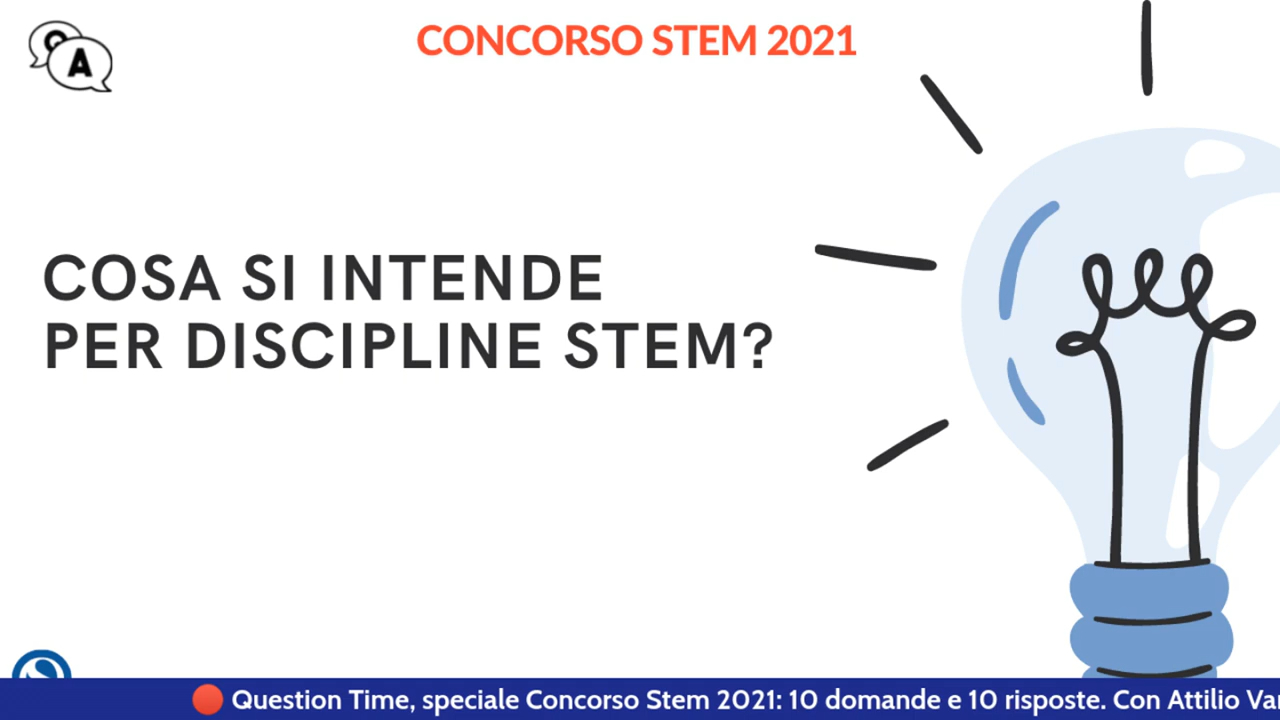 Q
A
CONCORSO STEM 2021
COSA SI INTENDE
PER DISCIPLINE STEM?
Question Time, speciale Concorso Stem 2021: 10 domande e 10 risposte. Con Attilio